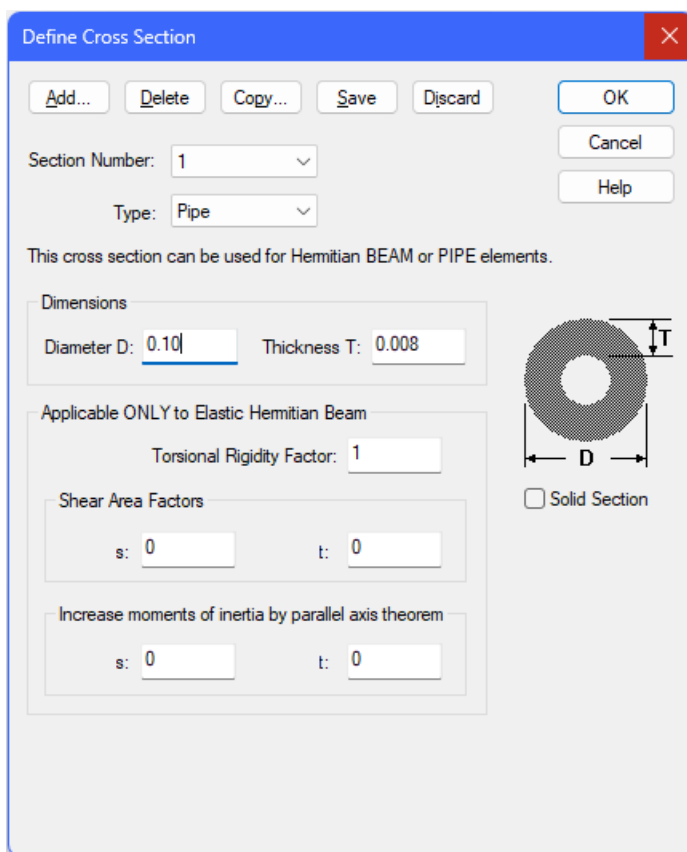 Define Cross Section
Add... Delete Copy... Save Discard OK
Cancel
Section Number: 1
Help
Type: Pipe
This cross section can be used for Hermitian BEAM or PIPE elements.
Dimensions
Diameter D: 0.10 Thickness T: 0.008
T
Applicable ONLY to Elastic Hermitian Beam
Torsional Rigidity Factor: 1
D
Shear Area Factors
Solid Section
s: 0 t: 0
Increase moments of inertia by parallel axis theorem
s: 0 t: 0